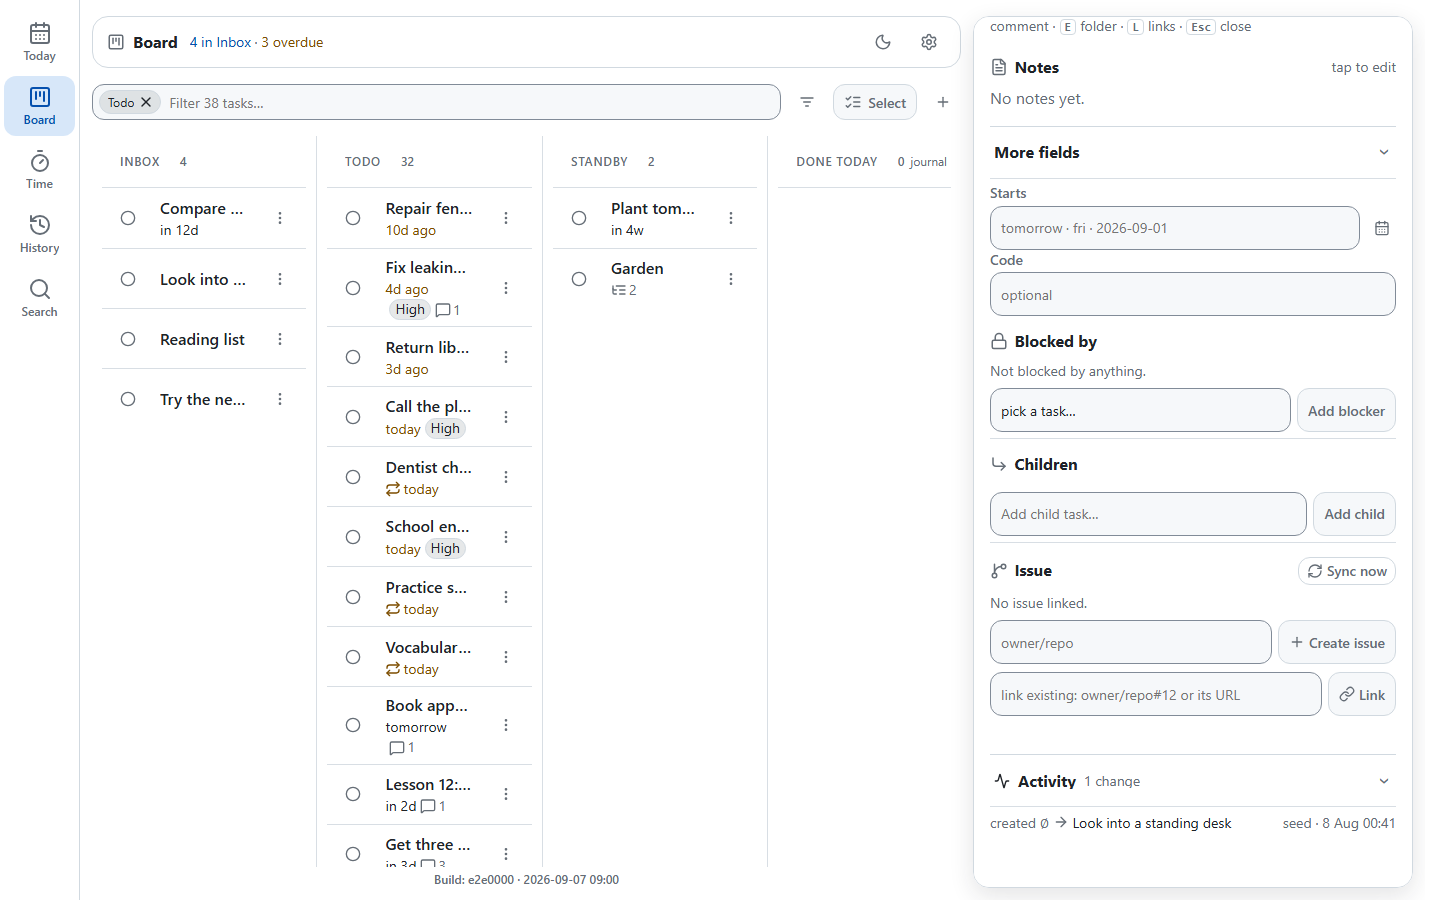 Today
Board
Time
History
Search
Board 4 in Inbox · 3 overdue
Todo Filter 38 tasks...
Select
INBOX 4
Compare ...
in 12d
Look into ...
Reading list
Try the ne...
TODO 32
Repair fen...
10d ago
Fix leakin...
4d ago
High 1
Return lib...
3d ago
Call the pl...
today High
Dentist ch...
today
School en...
today High
Practice s...
today
Vocabular...
today
Book app...
tomorrow
1
Lesson 12:...
in 2d 1
Get three ...
in 3d 3
STANDBY 2
Plant tom...
in 4w
Garden
2
DONE TODAY 0 journal
Build: e2e0000 · 2026-09-07 09:00
comment · E folder · L links · Esc close
Notes tap to edit
No notes yet.
More fields
Starts
tomorrow · fri · 2026-09-01
Code
optional
Blocked by
Not blocked by anything.
pick a task... Add blocker
Children
Add child task... Add child
Issue Sync now
No issue linked.
owner/repo Create issue
link existing: owner/repo#12 or its URL Link
Activity 1 change
created ∅ → Look into a standing desk seed · 8 Aug 00:41